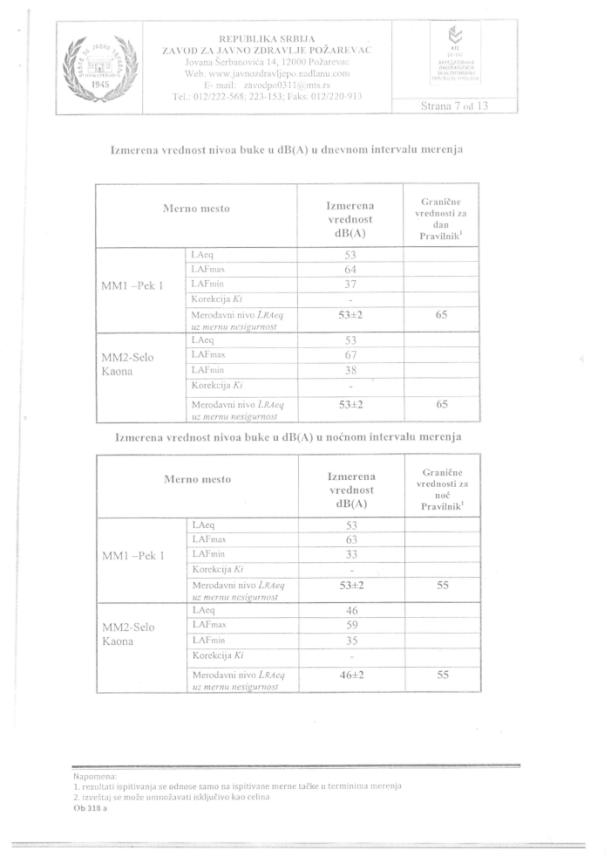 REPUBLIKA SRBIJA
ZAVOD ZA JAVNO ZDRAVLJE POŽAREVAC
Jovana Šerbanovića 14, 12000 Požarevac
Web: www.javnozdravljepo.nadlanu.com
E- mail: zavodpo0311@mts.rs
Tel.: 012/222-568; 223-153; Faks: 012/220-910
1945
Strana 7 od 13
Izmerena vrednost nivoa buke u dB(A) u dnevnom intervalu merenja
Merno mesto
Izmerena
vrednost
dB(A)
Granične
vrednosti za
dan
Pravilnik1
MM1 –Pek 1
LAeq 53
LAFmax 64
LAFmin 37
Korekcija Ki -
Merodavni nivo LRAeq 53±2 65
uz mernu nesigurnost
MM2-Selo
Kaona
LAeq 53
LAFmax 67
LAFmin 38
Korekcija Ki -
Merodavni nivo LRAeq 53±2 65
uz mernu nesigurnost
Izmerena vrednost nivoa buke u dB(A) u noćnom intervalu merenja
Merno mesto
Izmerena
vrednost
dB(A)
Granične
vrednosti za
noć
Pravilnik1
MM1 –Pek 1
LAeq 53
LAFmax 63
LAFmin 33
Korekcija Ki -
Merodavni nivo LRAeq 53±2 55
uz mernu nesigurnost
MM2-Selo
Kaona
LAeq 46
LAFmax 59
LAFmin 35
Korekcija Ki -
Merodavni nivo LRAeq 46±2 55
uz mernu nesigurnost
Napomena:
1. rezultati ispitivanja se odnose samo na ispitivane merne tačke u terminima merenja
2. izveštaj se može umnožavati isključivo kao celina
Ob 318 a